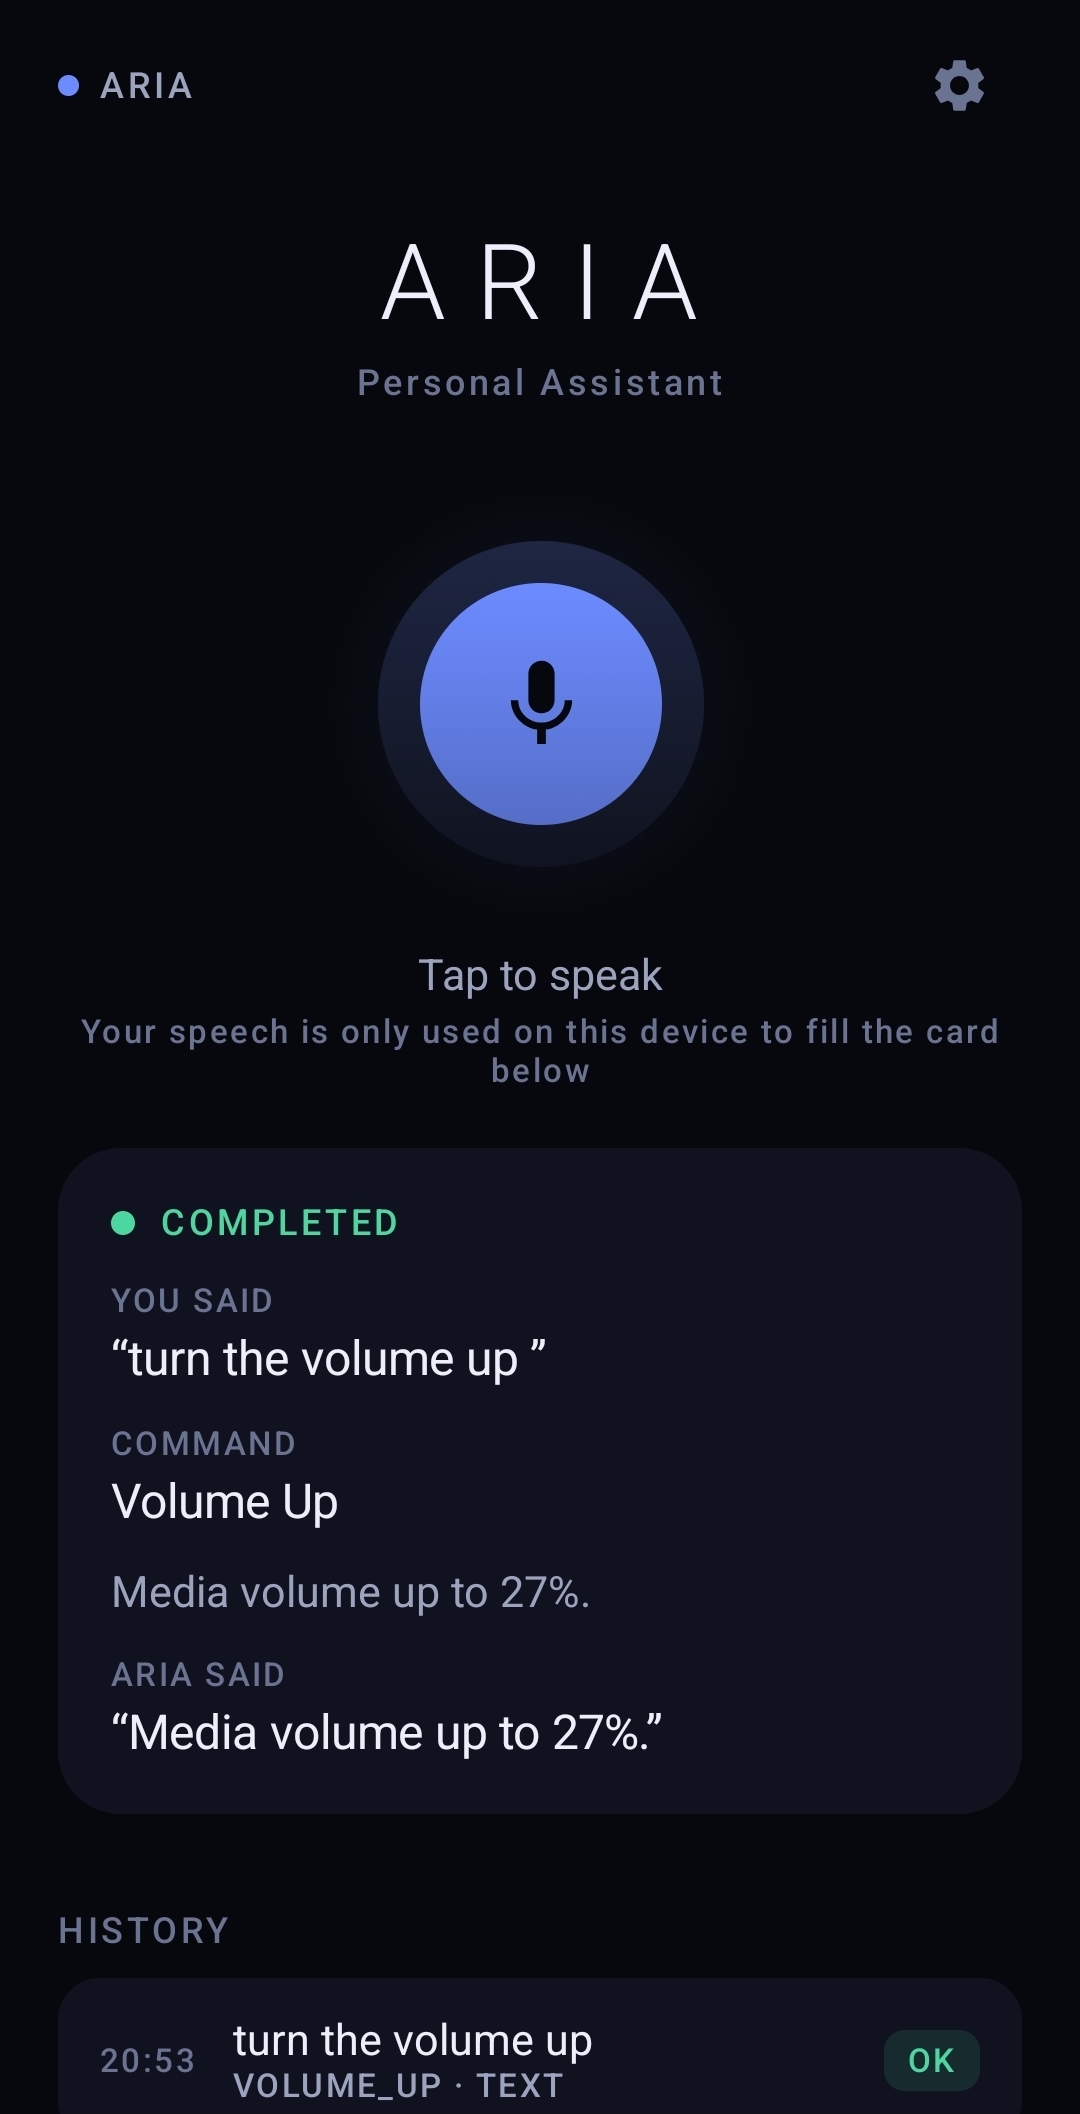 ARIA
ARIA
Personal Assistant
Tap to speak
Your speech is only used on this device to fill the card
below
COMPLETED
YOU SAID
“turn the volume up ”
COMMAND
Volume Up
Media volume up to 27%.
ARIA SAID
“Media volume up to 27%.”
HISTORY
20:53
turn the volume up
VOLUME_UP · TEXT
OK